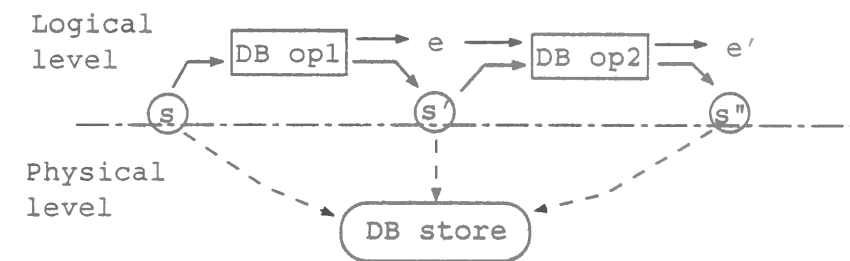 Logical
level
DB op1
e
DB op2
e'
s
s'
s"
Physical
level
DB store